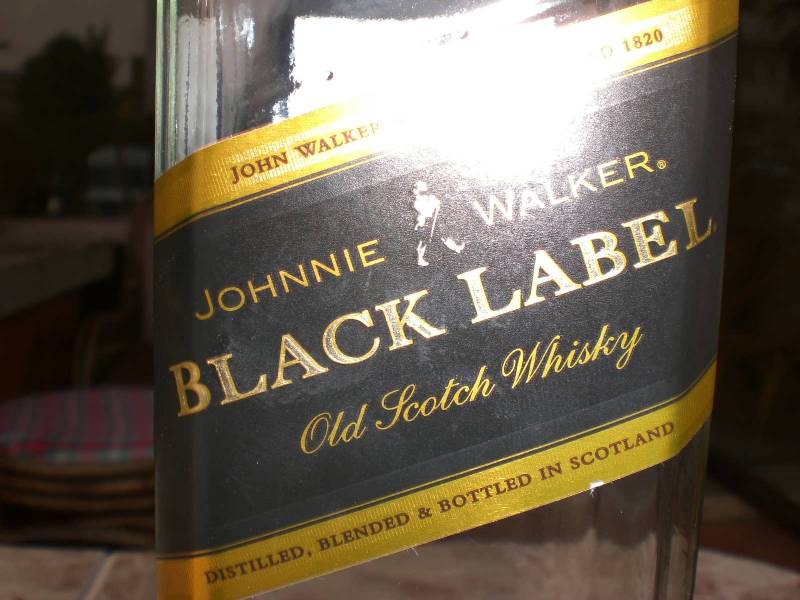 JOHN WALKER 1820
JOHNNIE WALKER®
BLACK LABEL
Old Scotch Whisky
DISTILLED, BLENDED & BOTTLED IN SCOTLAND